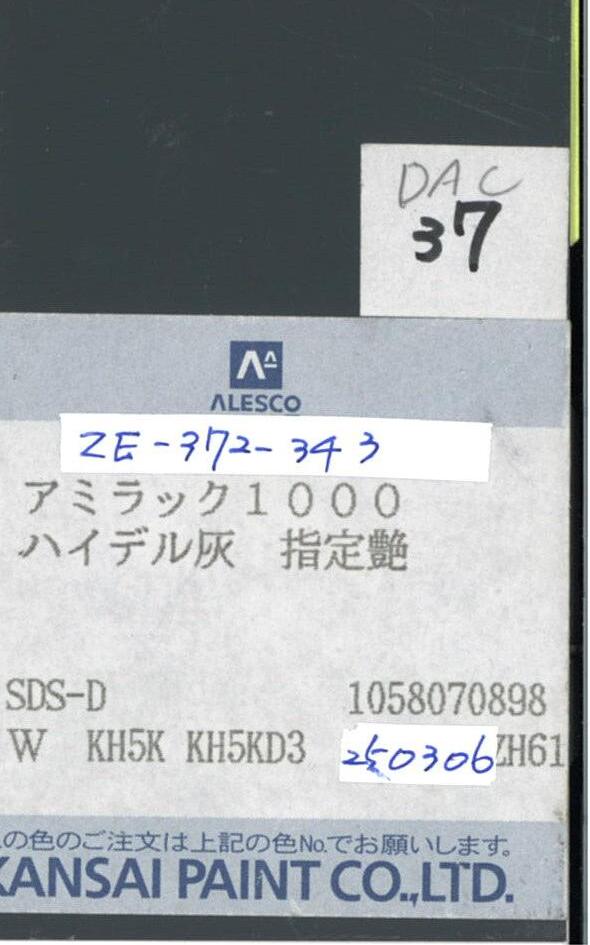 DAC
37
ALESCO
ZE-372-343
アミラック1000
ハイデル灰 指定艶
SDS-D 1058070898
W KH5K KH5KD3 250306 ZH61
の色のご注文は上記の色No.でお願いします。
KANSAI PAINT CO.,LTD.